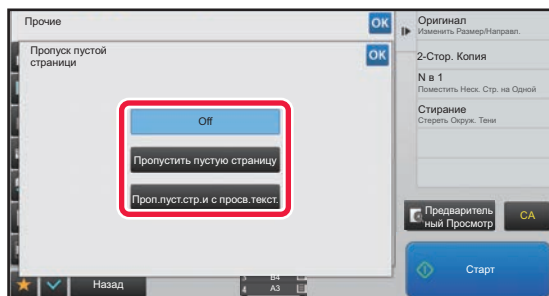 Прочие
OK
Пропуск пустой
страници
OK
Off
Пропустить пустую страницу
Проп.пуст.стр.и с просв.текст.
Назад
B4
4 A3
Оригинал
Изменить Размер/Направл.
2-Стор. Копия
N в 1
Поместить Неск. Стр. на Одной
Стирание
Стереть Окруж. Тени
Предваритель
ный Просмотр
CA
Старт